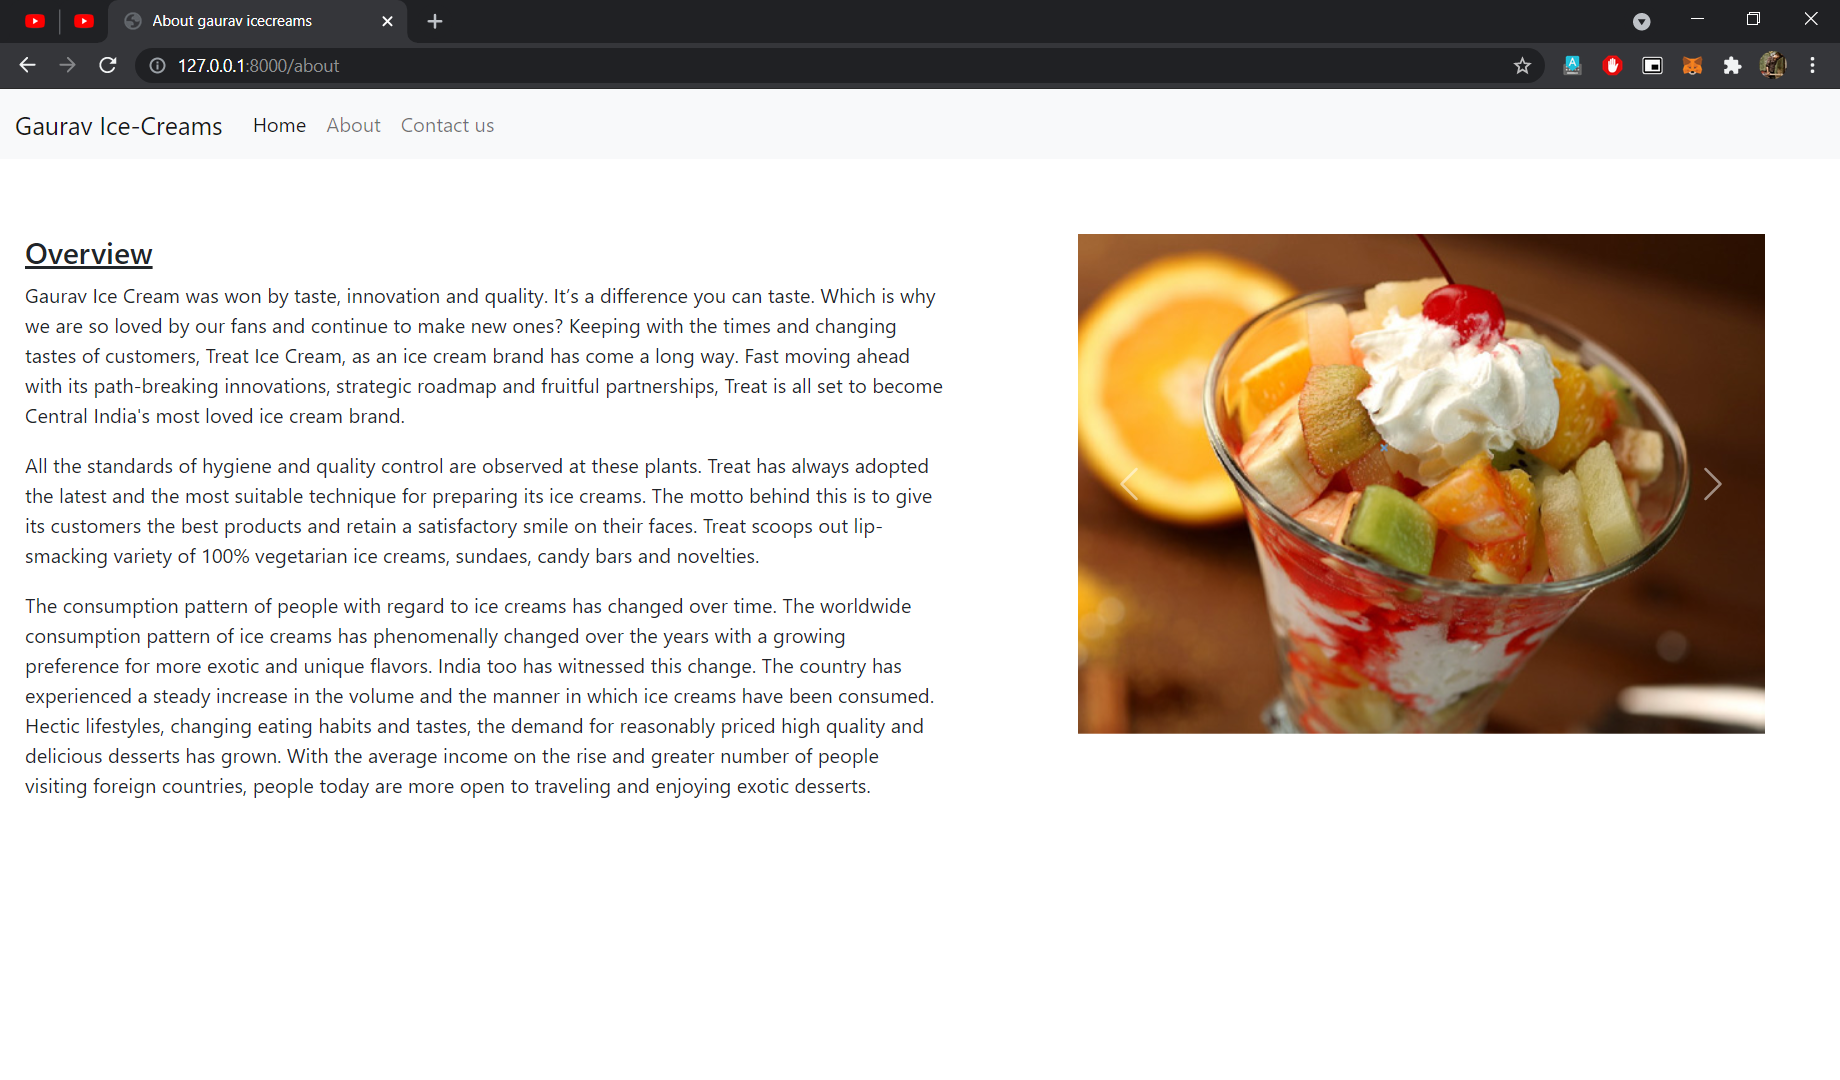 About gaurav icecreams
127.0.0.1:8000/about
Gaurav Ice-Creams Home About Contact us
Overview
Gaurav Ice Cream was won by taste, innovation and quality. It’s a difference you can taste. Which is why
we are so loved by our fans and continue to make new ones? Keeping with the times and changing
tastes of customers, Treat Ice Cream, as an ice cream brand has come a long way. Fast moving ahead
with its path-breaking innovations, strategic roadmap and fruitful partnerships, Treat is all set to become
Central India's most loved ice cream brand.
All the standards of hygiene and quality control are observed at these plants. Treat has always adopted
the latest and the most suitable technique for preparing its ice creams. The motto behind this is to give
its customers the best products and retain a satisfactory smile on their faces. Treat scoops out lip-
smacking variety of 100% vegetarian ice creams, sundaes, candy bars and novelties.
The consumption pattern of people with regard to ice creams has changed over time. The worldwide
consumption pattern of ice creams has phenomenally changed over the years with a growing
preference for more exotic and unique flavors. India too has witnessed this change. The country has
experienced a steady increase in the volume and the manner in which ice creams have been consumed.
Hectic lifestyles, changing eating habits and tastes, the demand for reasonably priced high quality and
delicious desserts has grown. With the average income on the rise and greater number of people
visiting foreign countries, people today are more open to traveling and enjoying exotic desserts.